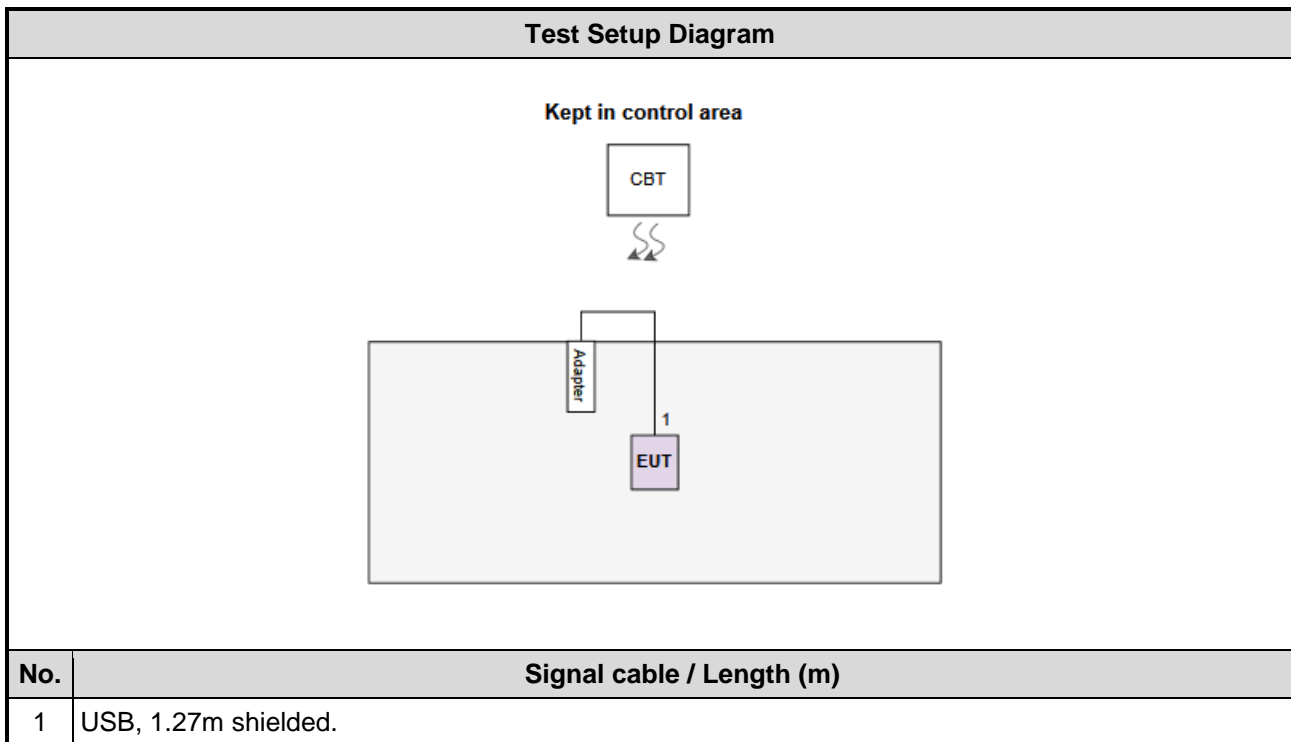 Test Setup Diagram
Kept in control area
CBT
Adapter
1
EUT
No. Signal cable / Length (m)
1 USB, 1.27m shielded.